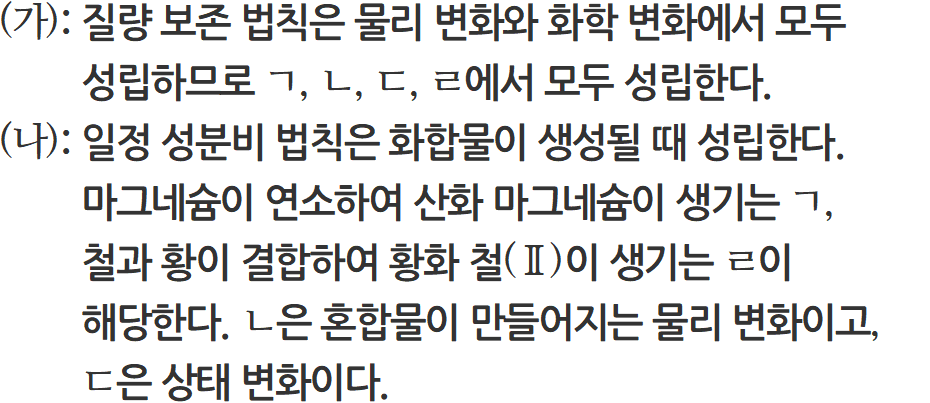 (가): 질량 보존 법칙은 물리 변화와 화학 변화에서 모두
성립하므로 ㄱ, ㄴ, ㄷ, ㄹ에서 모두 성립한다.
(나): 일정 성분비 법칙은 화합물이 생성될 때 성립한다.
마그네슘이 연소하여 산화 마그네슘이 생기는 ㄱ,
철과 황이 결합하여 황화 철(Ⅱ)이 생기는 ㄹ이
해당한다. ㄴ은 혼합물이 만들어지는 물리 변화이고,
ㄷ은 상태 변화이다.